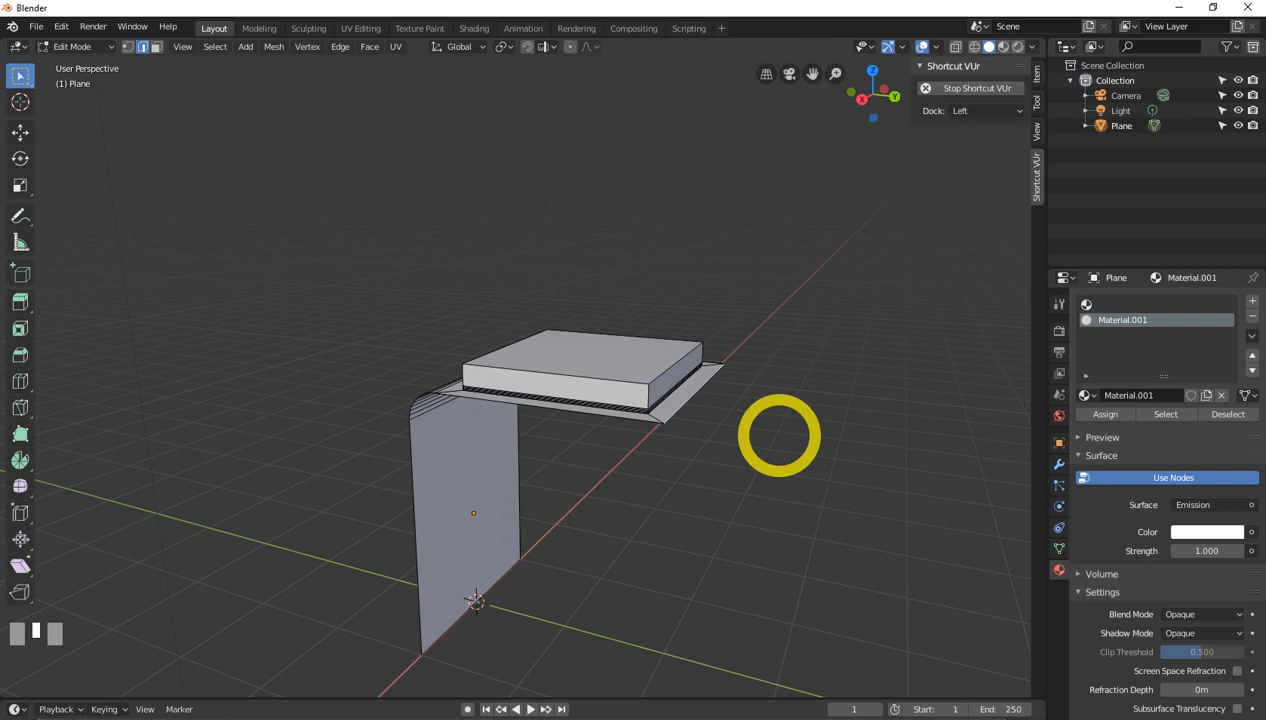 Blender
File Edit Render Window Help Layout Modeling Sculpting UV Editing Texture Paint Shading Animation Rendering Compositing Scripting + Scene View Layer
Edit Mode View Select Add Mesh Vertex Edge Face UV Global
User Perspective
(1) Plane
Shortcut VUr
Stop Shortcut VUr
Dock: Left
Item
Tool
View
Shortcut VUr
X Y Z
Scene Collection
Collection
Camera
Light
Plane
Plane Material.001
Material.001
Material.001
Assign Select Deselect
Preview
Surface
Use Nodes
Surface Emission
Color
Strength 1.000
Volume
Settings
Blend Mode Opaque
Shadow Mode Opaque
Clip Threshold 0.500
Screen Space Refraction
Refraction Depth 0m
Subsurface Translucency
Playback Keying View Marker 1 Start: 1 End: 250